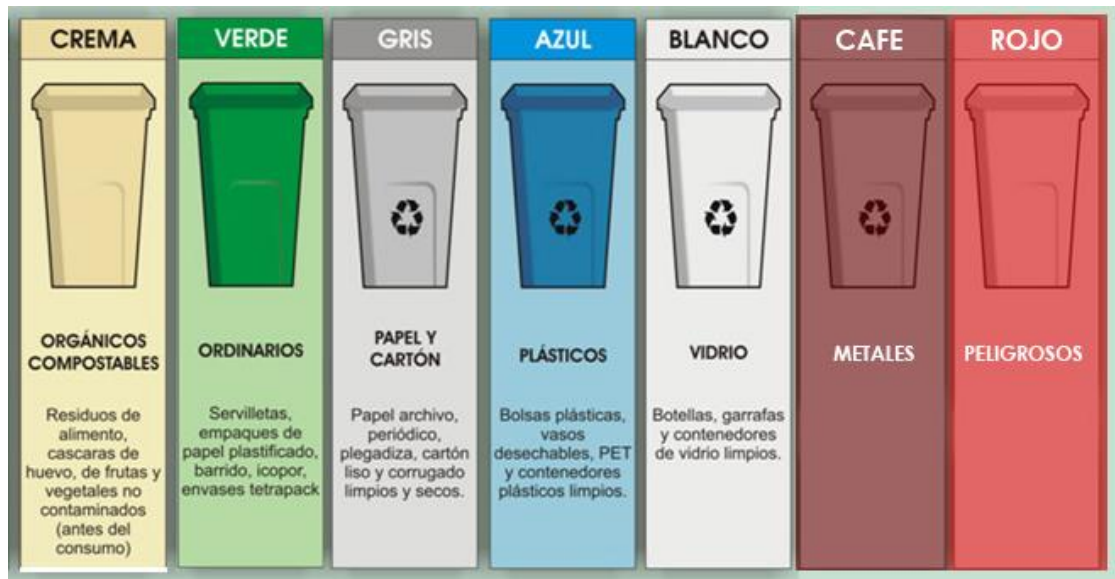 CREMA
ORGÁNICOS
COMPOSTABLES
Residuos de
alimento,
cascaras de
huevo, de frutas y
vegetales no
contaminados
(antes del
consumo)
VERDE
ORDINARIOS
Servilletas,
empaques de
papel plastificado,
barrido, icopor,
envases tetrapack
GRIS
PAPEL Y
CARTÓN
Papel archivo,
periódico,
plegadiza, cartón
liso y corrugado
limpios y secos.
AZUL
PLÁSTICOS
Bolsas plásticas,
vasos
desechables, PET
y contenedores
plásticos limpios.
BLANCO
VIDRIO
Botellas, garrafas
y contenedores
de vidrio limpios.
CAFE
METALES
ROJO
PELIGROSOS